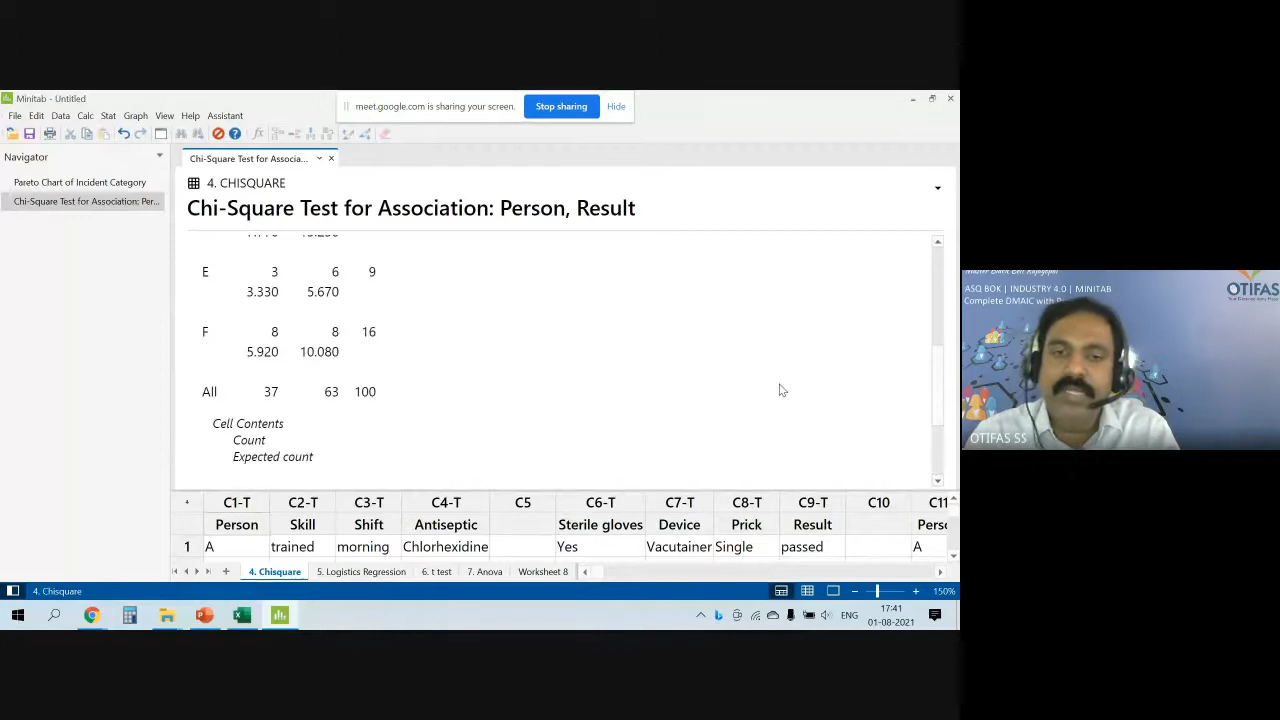 Minitab - Untitled
meet.google.com is sharing your screen.
Stop sharing
Hide
File Edit Data Calc Stat Graph View Help Assistant
Navigator
Pareto Chart of Incident Category
Chi-Square Test for Association: Per...
Chi-Square Test for Associa...
4. CHISQUARE
Chi-Square Test for Association: Person, Result
E 3 6 9
3.330 5.670
F 8 8 16
5.920 10.080
All 37 63 100
Cell Contents
Count
Expected count
C1-T C2-T C3-T C4-T C5 C6-T C7-T C8-T C9-T C10 C11
Person Skill Shift Antiseptic Sterile gloves Device Prick Result Perso
1 A trained morning Chlorhexidine Yes Vacutainer Single passed A
4. Chisquare 5. Logistics Regression 6. t test 7. Anova Worksheet 8
4. Chisquare
150%
ENG
17:41
01-08-2021
Master Black Belt Rajagopal
ASQ BOK | INDUSTRY 4.0 | MINITAB
Complete DMAIC with
OTIFAS
OTIFAS SS